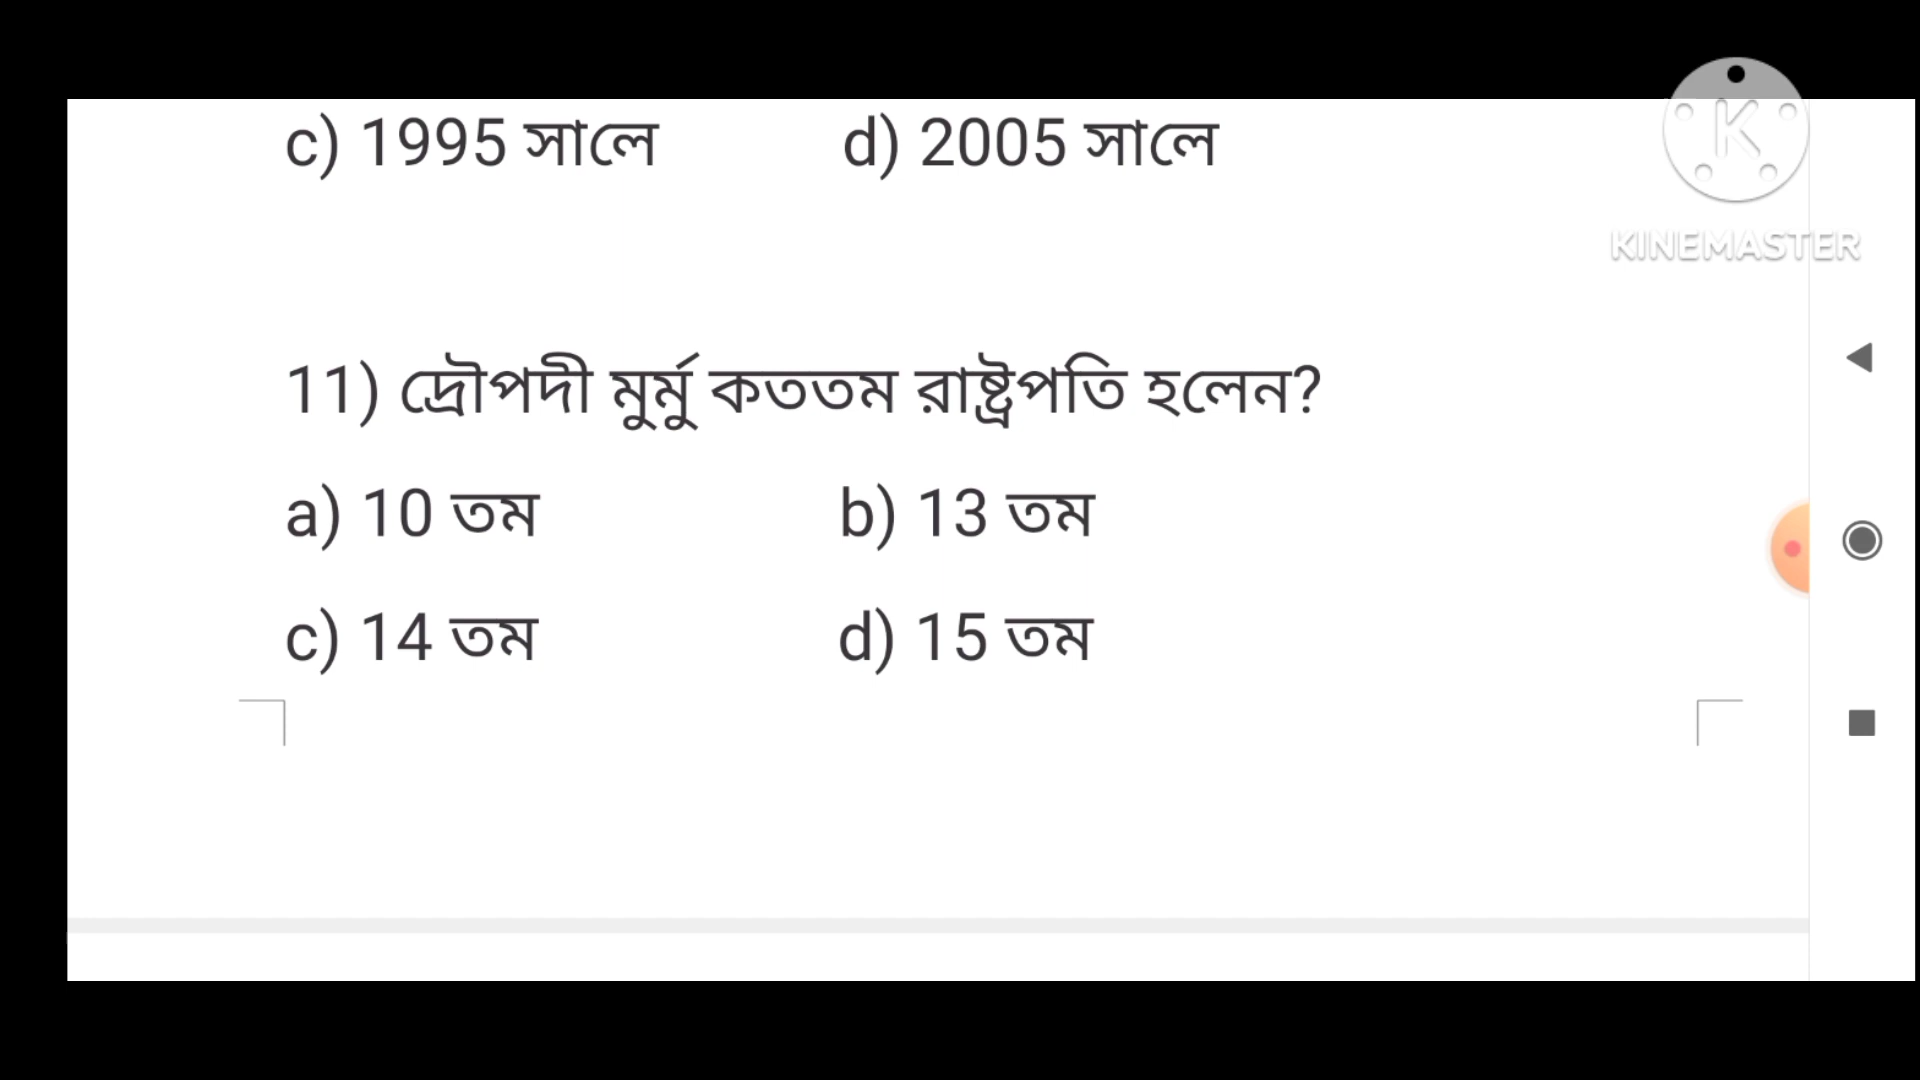 c) 1995 সালে d) 2005 সালে
K
KINEMASTER
11) দ্রৌপদী মুর্মু কততম রাষ্ট্রপতি হলেন?
a) 10 তম b) 13 তম
c) 14 তম d) 15 তম